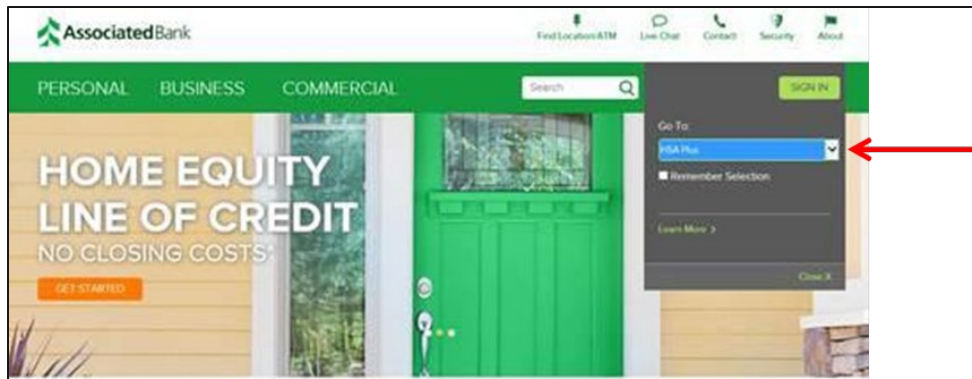 AssociatedBank
Find Location/ATM Live Chat Contact Security About
PERSONAL BUSINESS COMMERCIAL Search SIGN IN
Go To:
HSA Plus
Remember Selection
Learn More >
Close X
HOME EQUITY
LINE OF CREDIT
NO CLOSING COSTS*
GET STARTED